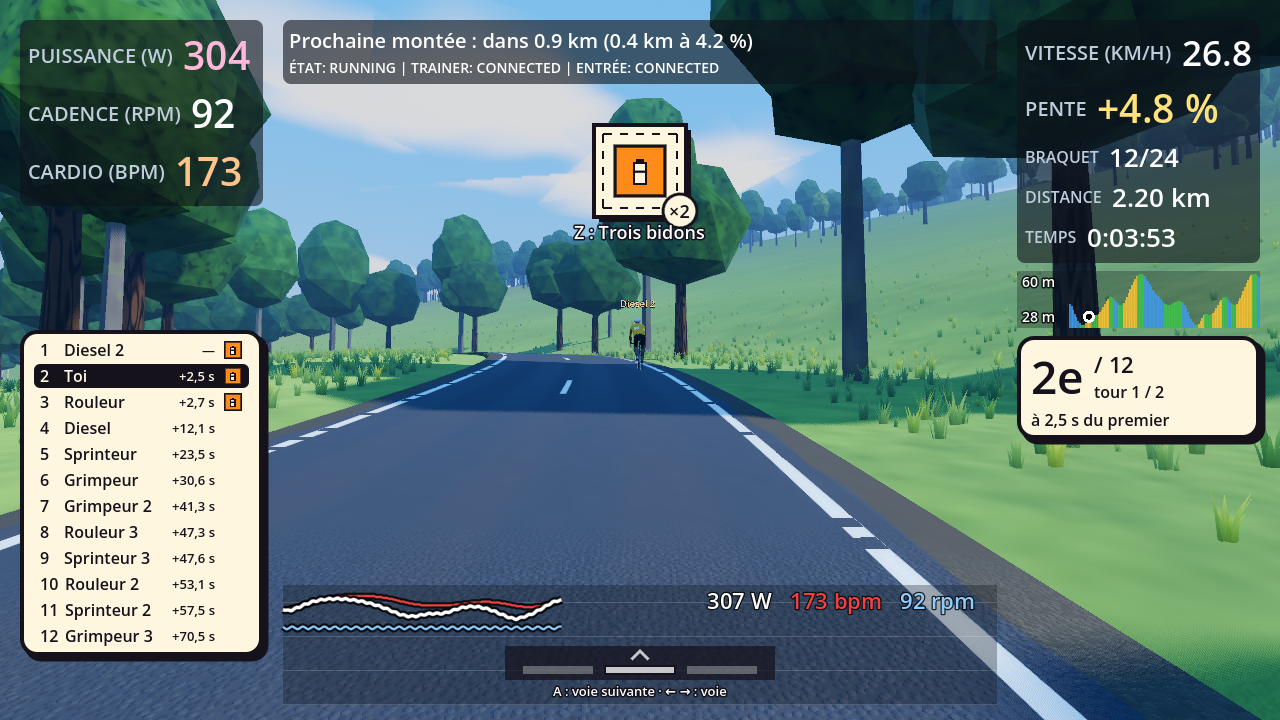 PUISSANCE (W) 304
CADENCE (RPM) 92
CARDIO (BPM) 173
Prochaine montée : dans 0.9 km (0.4 km à 4.2 %)
ÉTAT: RUNNING | TRAINER: CONNECTED | ENTRÉE: CONNECTED
VITESSE (KM/H) 26.8
PENTE +4.8 %
BRAQUET 12/24
DISTANCE 2.20 km
TEMPS 0:03:53
60 m
28 m
×2
Z : Trois bidons
Diesel 2
1 Diesel 2 —
2 Toi +2,5 s
3 Rouleur +2,7 s
4 Diesel +12,1 s
5 Sprinteur +23,5 s
6 Grimpeur +30,6 s
7 Grimpeur 2 +41,3 s
8 Rouleur 3 +47,3 s
9 Sprinteur 3 +47,6 s
10 Rouleur 2 +53,1 s
11 Sprinteur 2 +57,5 s
12 Grimpeur 3 +70,5 s
2e / 12
tour 1 / 2
à 2,5 s du premier
307 W 173 bpm 92 rpm
A : voie suivante · ← → : voie